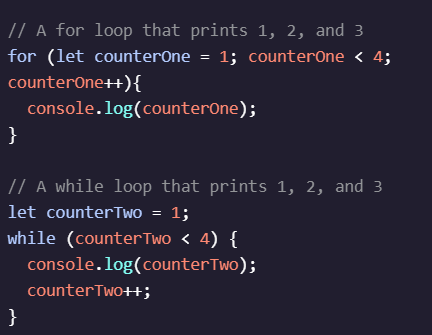 // A for loop that prints 1, 2, and 3
for (let counterOne = 1; counterOne < 4;
counterOne++){
  console.log(counterOne);
}

// A while loop that prints 1, 2, and 3
let counterTwo = 1;
while (counterTwo < 4) {
  console.log(counterTwo);
  counterTwo++;
}